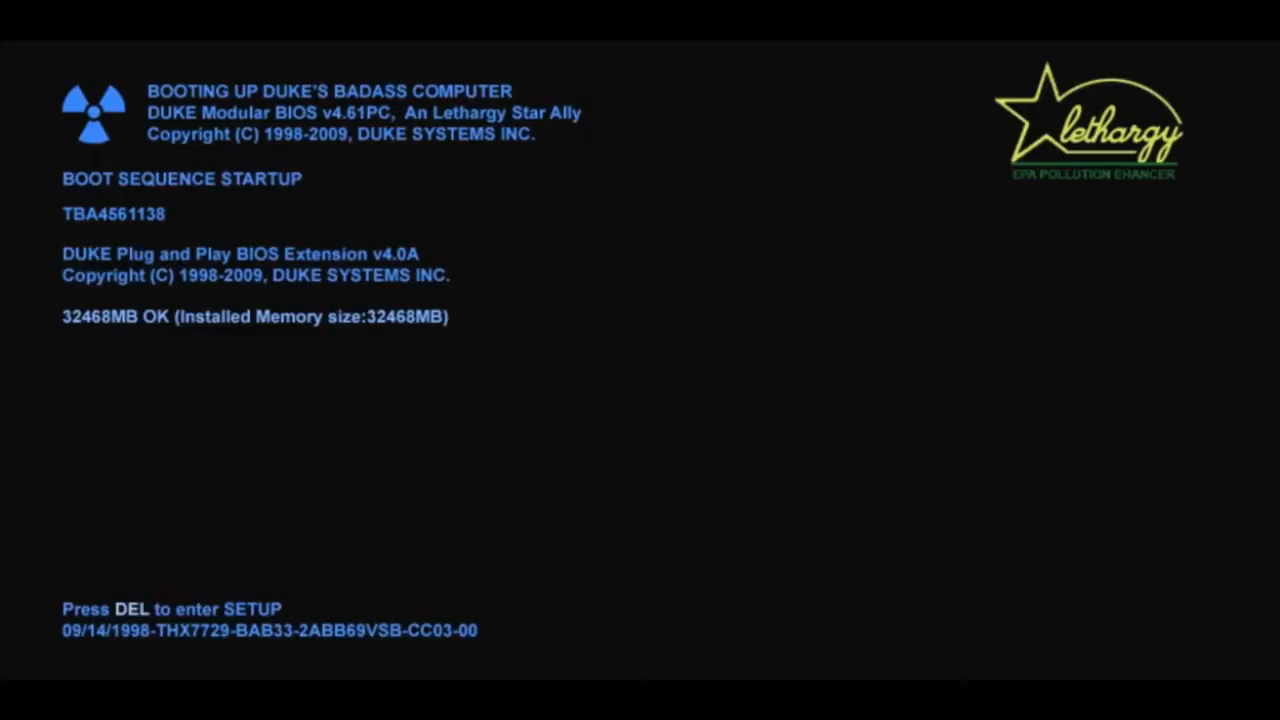 BOOTING UP DUKE'S BADASS COMPUTER
DUKE Modular BIOS v4.61PC, An Lethargy Star Ally
Copyright (C) 1998-2009, DUKE SYSTEMS INC.
lethargy
EPA POLLUTION EHANCER
BOOT SEQUENCE STARTUP
TBA4561138
DUKE Plug and Play BIOS Extension v4.0A
Copyright (C) 1998-2009, DUKE SYSTEMS INC.
32468MB OK (Installed Memory size:32468MB)
Press DEL to enter SETUP
09/14/1998-THX7729-BAB33-2ABB69VSB-CC03-00